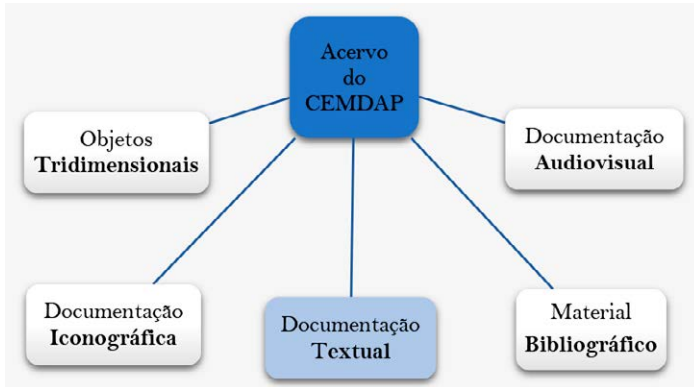 Acervo
do
CEMDAP
Objetos
Tridimensionais
Documentação
Audiovisual
Documentação
Iconográfica
Documentação
Textual
Material
Bibliográfico